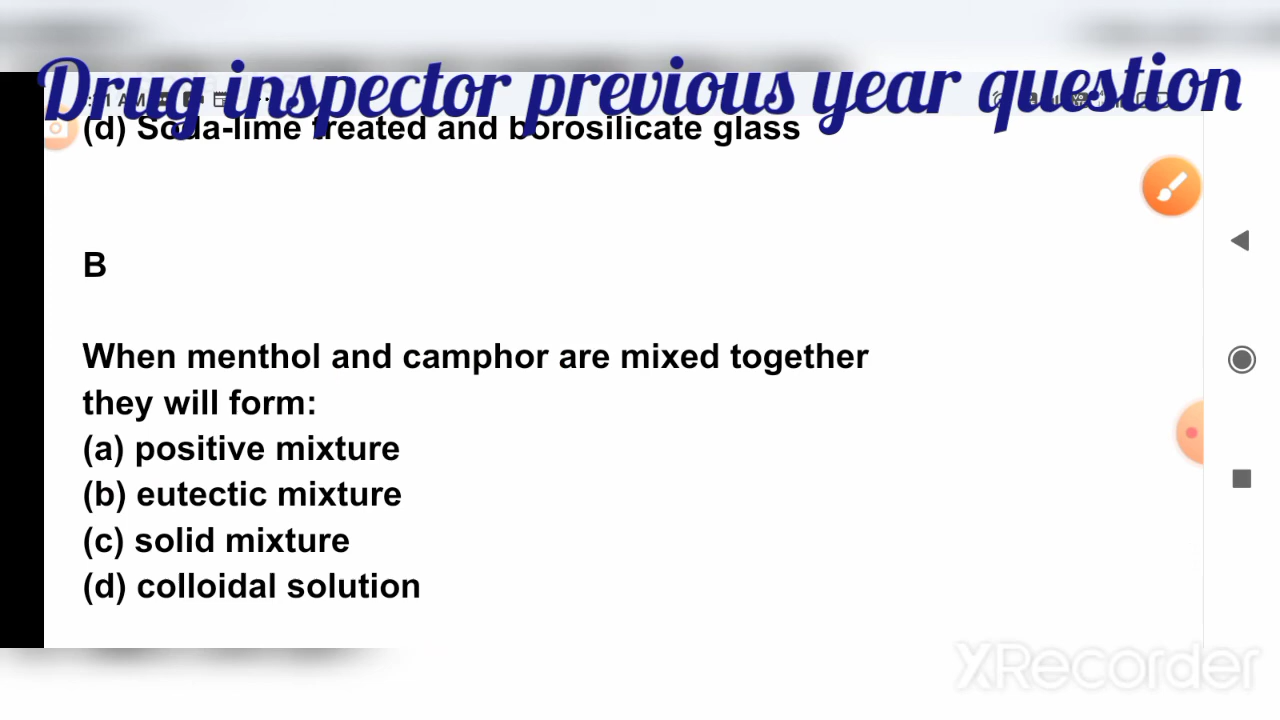 Drug inspector previous year question
(d) Soda-lime treated and borosilicate glass
B
When menthol and camphor are mixed together
they will form:
(a) positive mixture
(b) eutectic mixture
(c) solid mixture
(d) colloidal solution
XRecorder